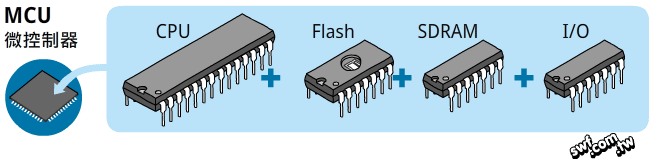 MCU
微控制器
CPU
Flash
SDRAM
I/O
swf.com.tw